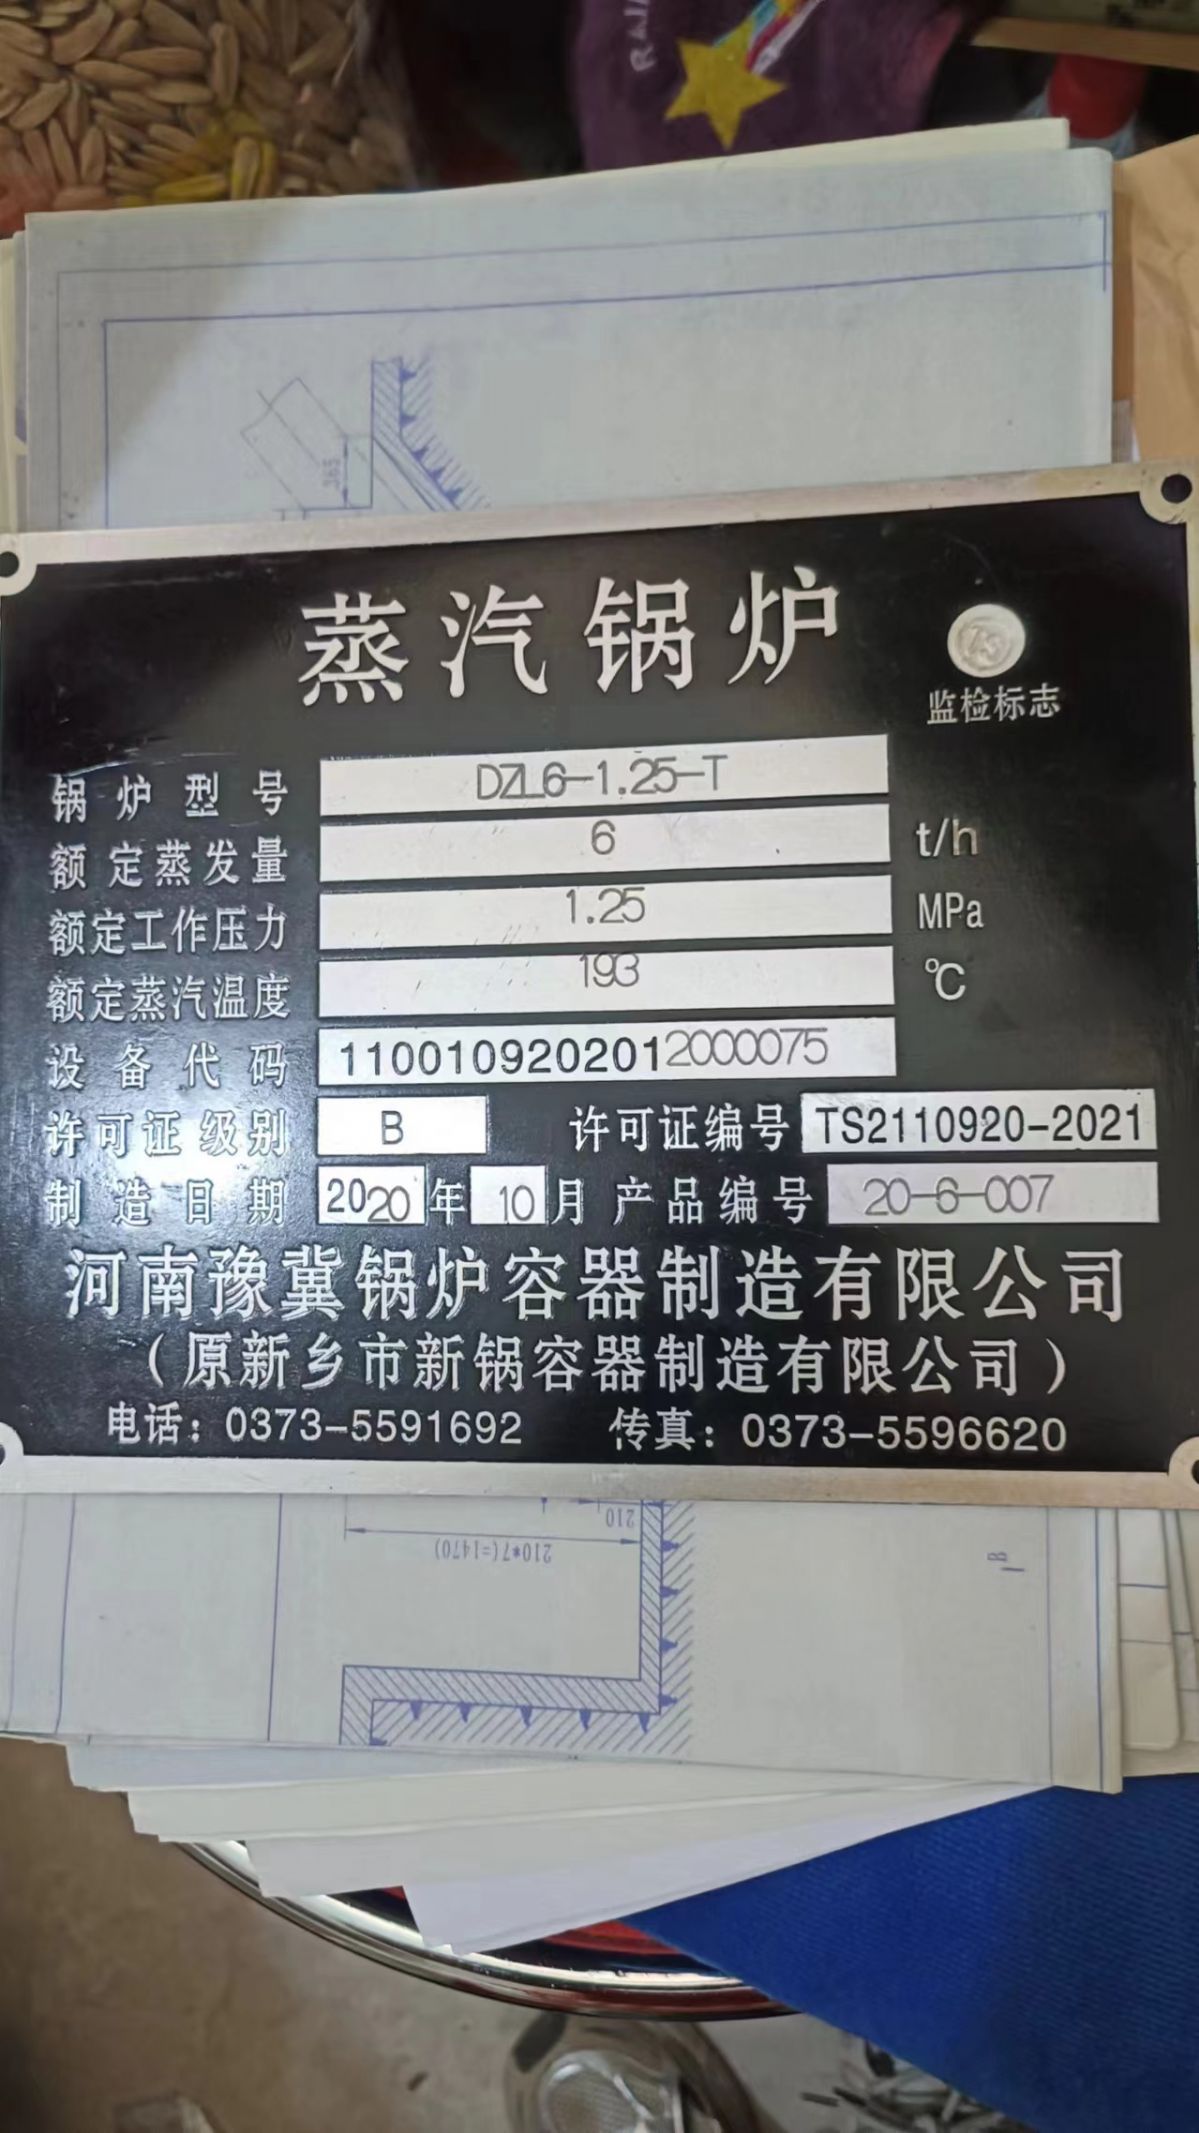 RAIN
365
蒸汽锅炉
TS
监检标志
锅炉型号 DZL6-1.25-T
额定蒸发量 6 t/h
额定工作压力 1.25 MPa
额定蒸汽温度 193 ℃
设备代码 1100109202012000075
许可证级别 B 许可证编号 TS2110920-2021
制造日期 2020年10月 产品编号 20-6-007
河南豫冀锅炉容器制造有限公司
（原新乡市新锅容器制造有限公司）
电话：0373-5591692 传真：0373-5596620
210
210*7(=1470)
B